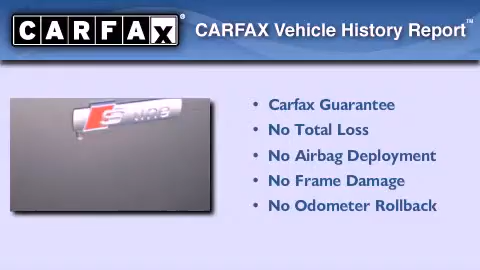 CARFAX® CARFAX Vehicle History Report™
S line
• Carfax Guarantee
• No Total Loss
• No Airbag Deployment
• No Frame Damage
• No Odometer Rollback